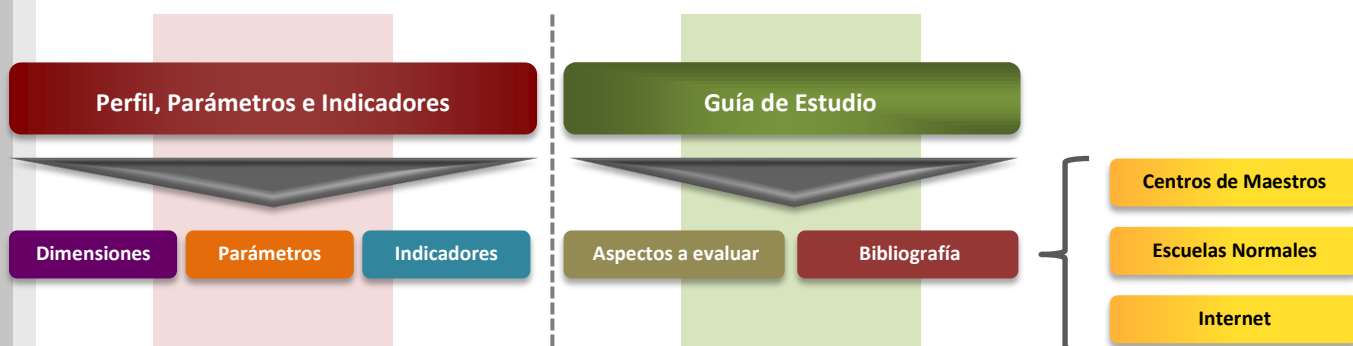 Perfil, Parámetros e Indicadores
Guía de Estudio
Dimensiones
Parámetros
Indicadores
Aspectos a evaluar
Bibliografía
Centros de Maestros
Escuelas Normales
Internet